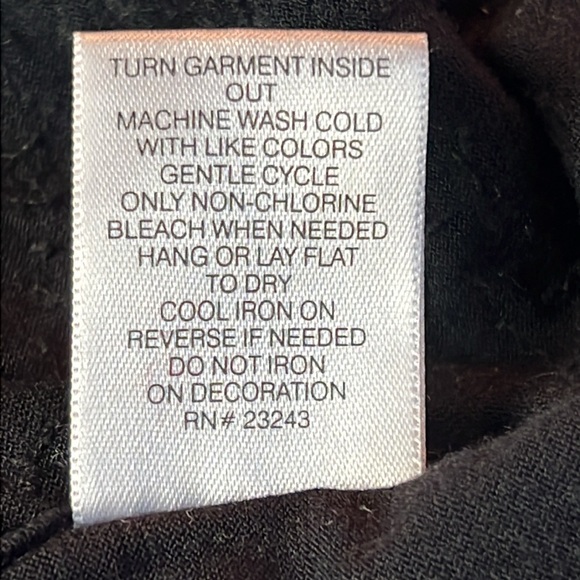 TURN GARMENT INSIDE
OUT
MACHINE WASH COLD
WITH LIKE COLORS
GENTLE CYCLE
ONLY NON-CHLORINE
BLEACH WHEN NEEDED
HANG OR LAY FLAT
TO DRY
COOL IRON ON
REVERSE IF NEEDED
DO NOT IRON
ON DECORATION
RN# 23243